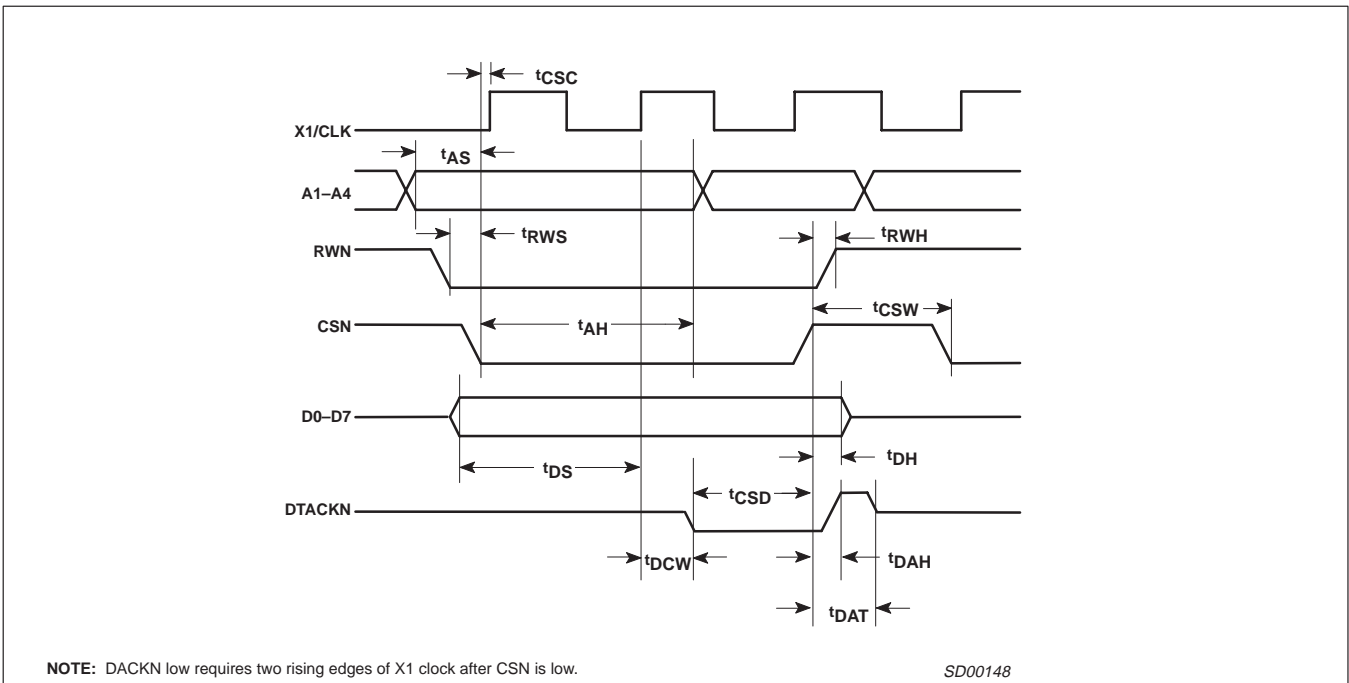 tCSC
X1/CLK
tAS
A1–A4
tRWS
tRWH
RWN
tCSW
CSN
tAH
D0–D7
tDS
tDH
tCSD
DTACKN
tDCW
tDAH
tDAT
NOTE: DACKN low requires two rising edges of X1 clock after CSN is low.
SD00148